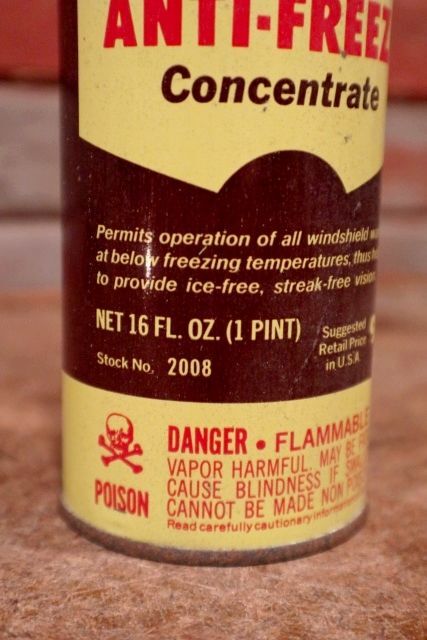 ANTI-FREEZ
Concentrate
Permits operation of all windshield
at below freezing temperatures, thus
to provide ice-free, streak-free vision
NET 16 FL. OZ. (1 PINT)
Suggested
Retail Price
in U.S.A.
Stock No. 2008
DANGER • FLAMMABLE
VAPOR HARMFUL. MAY BE
CAUSE BLINDNESS IF
CANNOT BE MADE NON
Read carefully cautionary
POISON